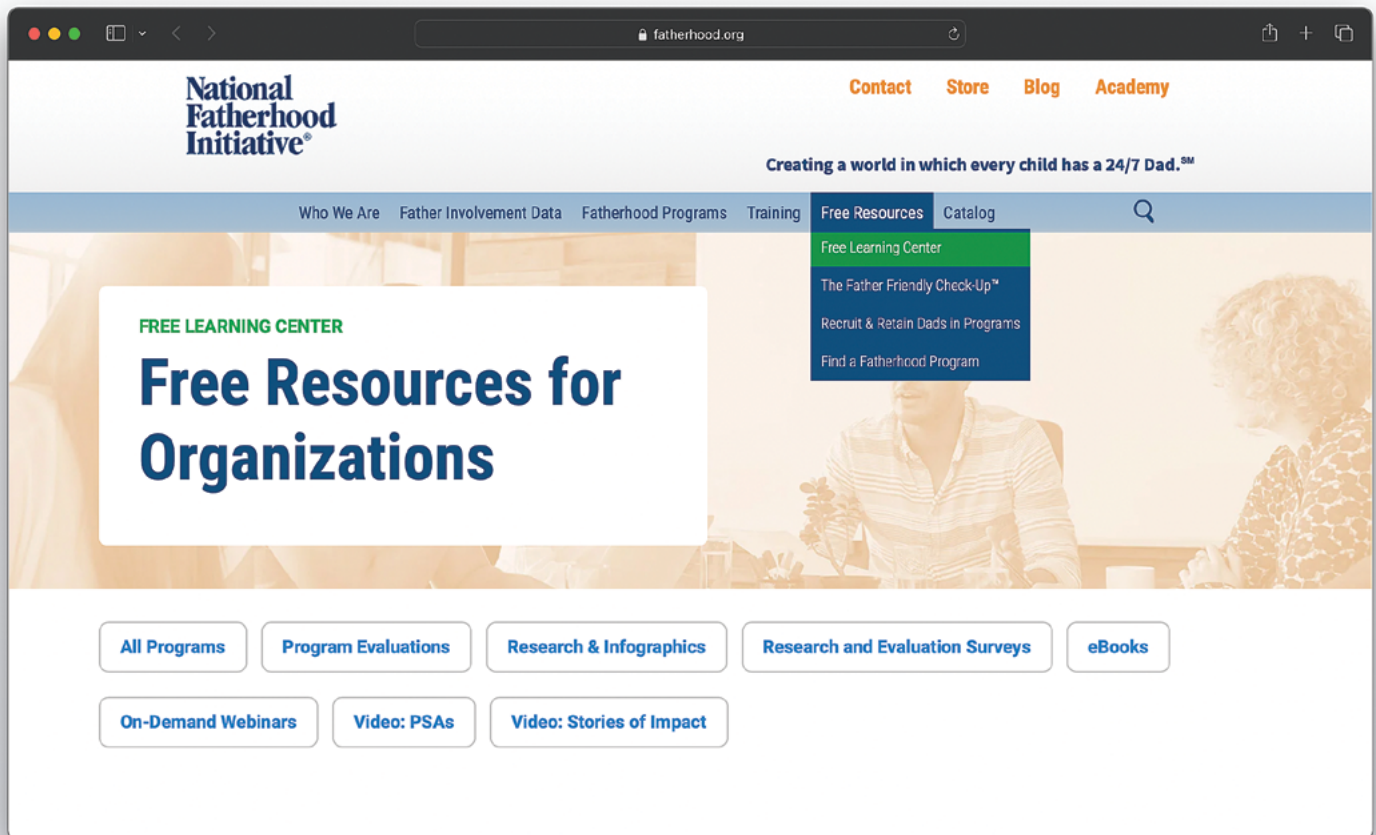 fatherhood.org
National
Fatherhood
Initiative®
Contact Store Blog Academy
Creating a world in which every child has a 24/7 Dad.℠
Who We Are Father Involvement Data Fatherhood Programs Training Free Resources Catalog
Free Learning Center
The Father Friendly Check-Up™
Recruit & Retain Dads in Programs
Find a Fatherhood Program
FREE LEARNING CENTER
Free Resources for
Organizations
All Programs Program Evaluations Research & Infographics Research and Evaluation Surveys eBooks
On-Demand Webinars Video: PSAs Video: Stories of Impact